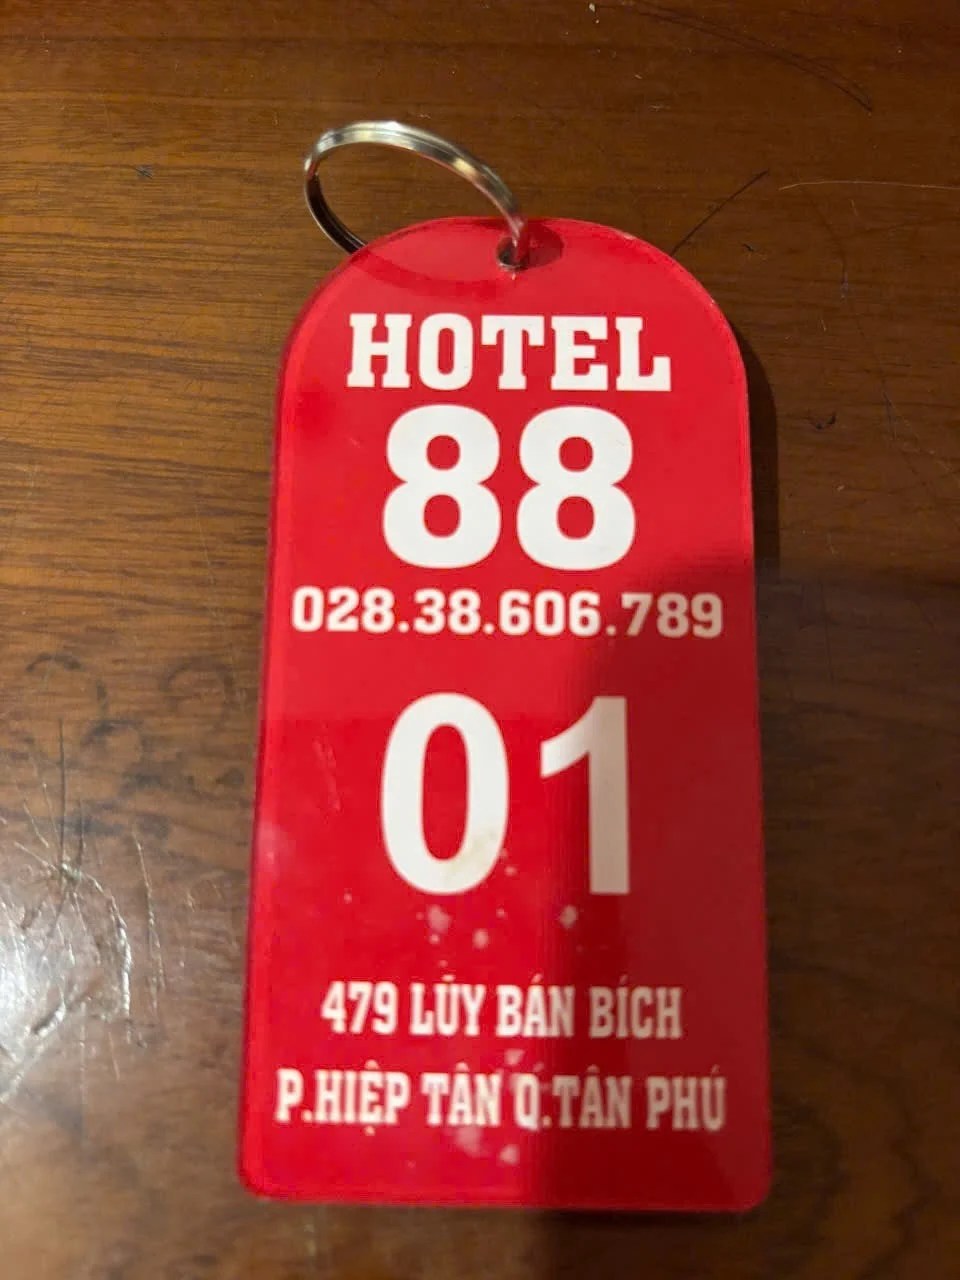 HOTEL
88
028.38.606.789
01
479 LŨY BÁN BÍCH
P.HIỆP TÂN Q.TÂN PHÚ